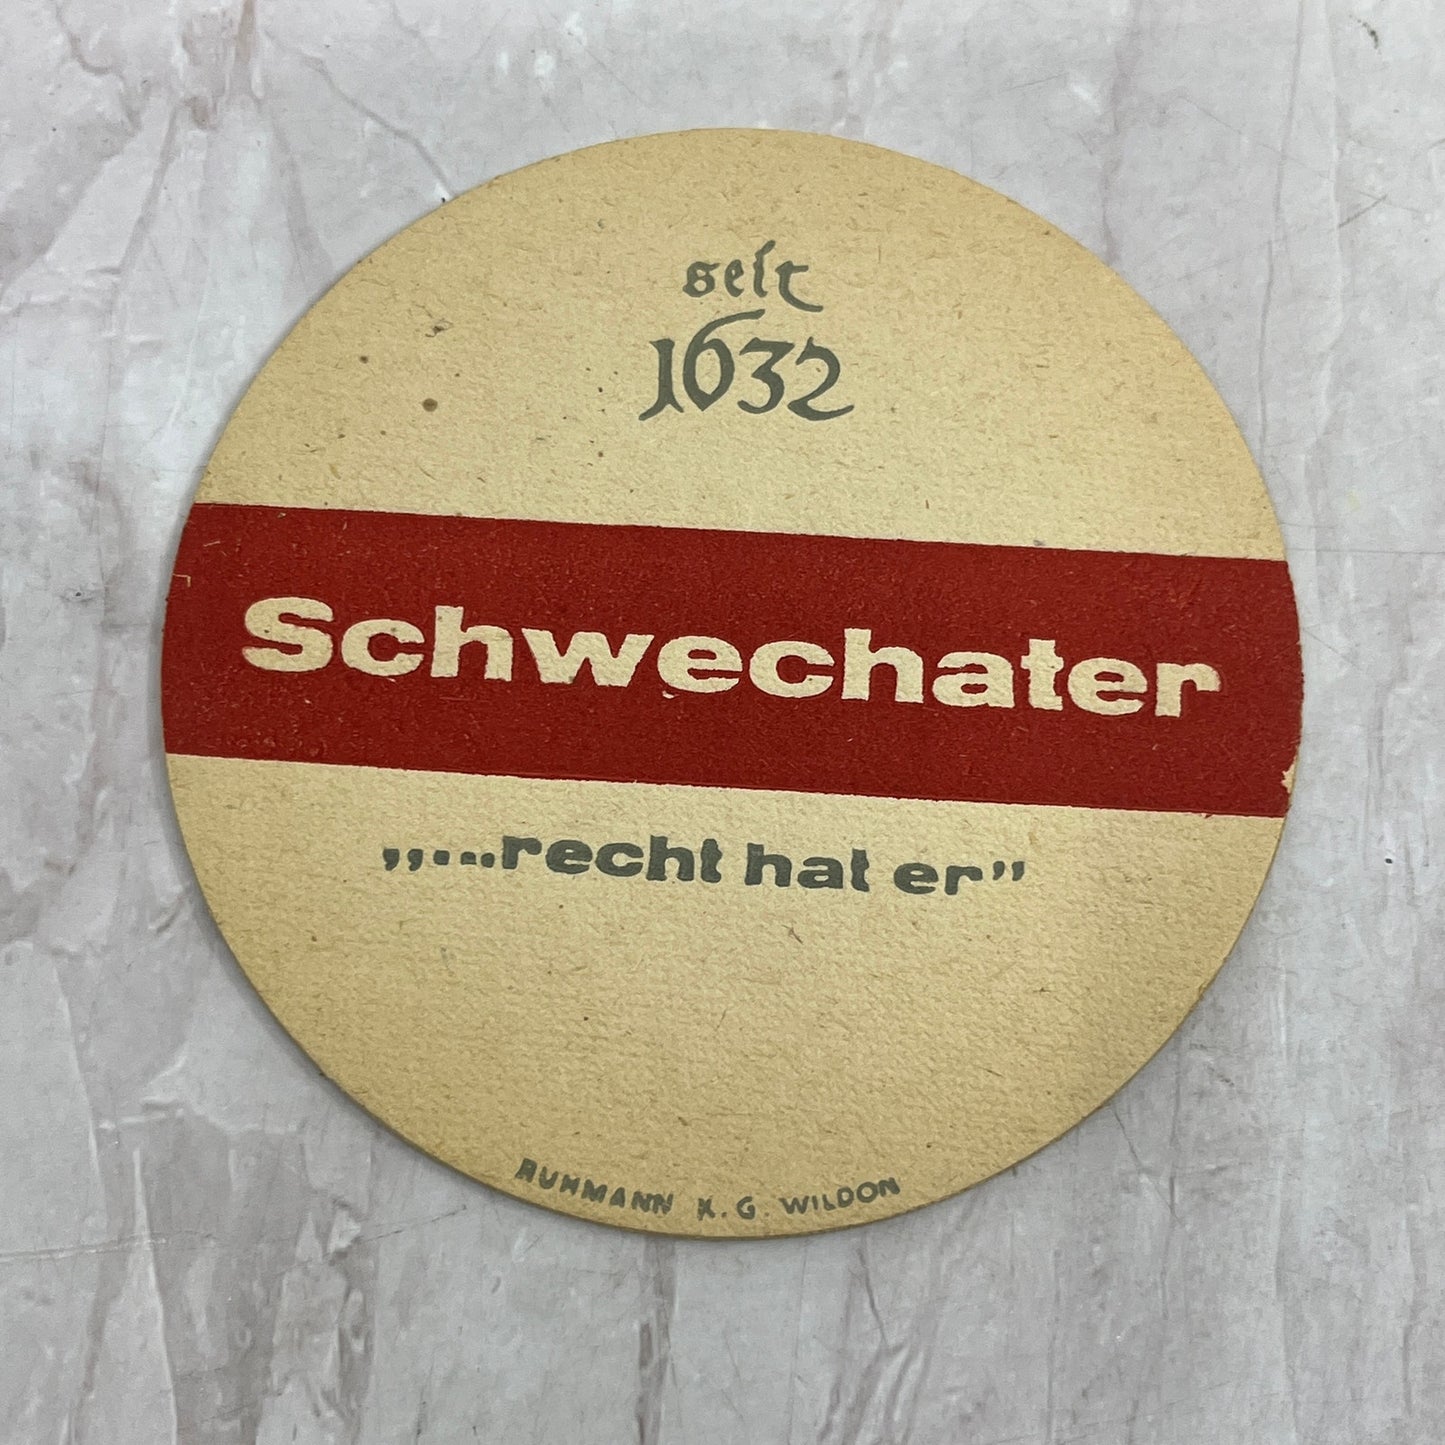 seit
1632
Schwechater
„...recht hat er”
RUHMANN K. G. WILDON